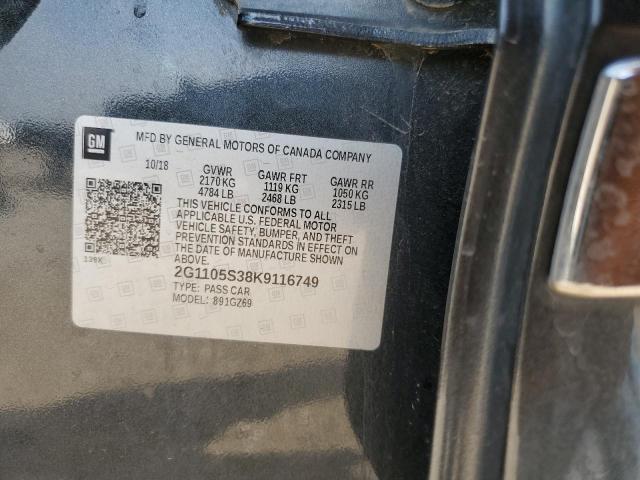 GM
MFD BY GENERAL MOTORS OF CANADA COMPANY
10/18 GVWR GAWR FRT GAWR RR
2170 KG 1119 KG 1050 KG
4784 LB 2468 LB 2315 LB
THIS VEHICLE CONFORMS TO ALL
APPLICABLE U.S. FEDERAL MOTOR
VEHICLE SAFETY, BUMPER, AND THEFT
PREVENTION STANDARDS IN EFFECT ON
THE DATE OF MANUFACTURE SHOWN
ABOVE.
139X
2G1105S38K9116749
TYPE: PASS CAR
MODEL: 891GZ69